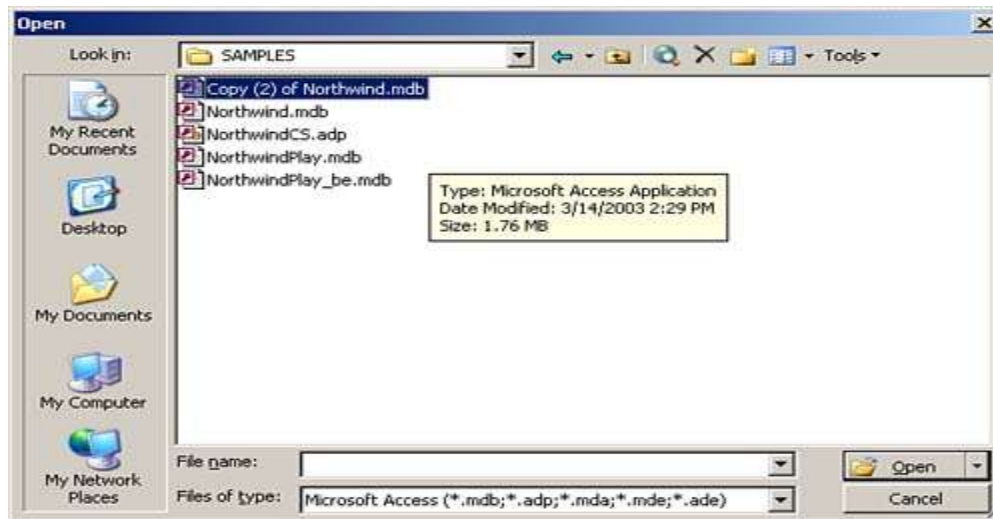 Open
Look in:
SAMPLES
Tools
My Recent
Documents
Desktop
My Documents
My Computer
My Network
Places
Copy (2) of Northwind.mdb
Northwind.mdb
NorthwindCS.adp
NorthwindPlay.mdb
NorthwindPlay_be.mdb
Type: Microsoft Access Application
Date Modified: 3/14/2003 2:29 PM
Size: 1.76 MB
File name:
Open
Files of type:
Microsoft Access (*.mdb;*.adp;*.mda;*.mde;*.ade)
Cancel